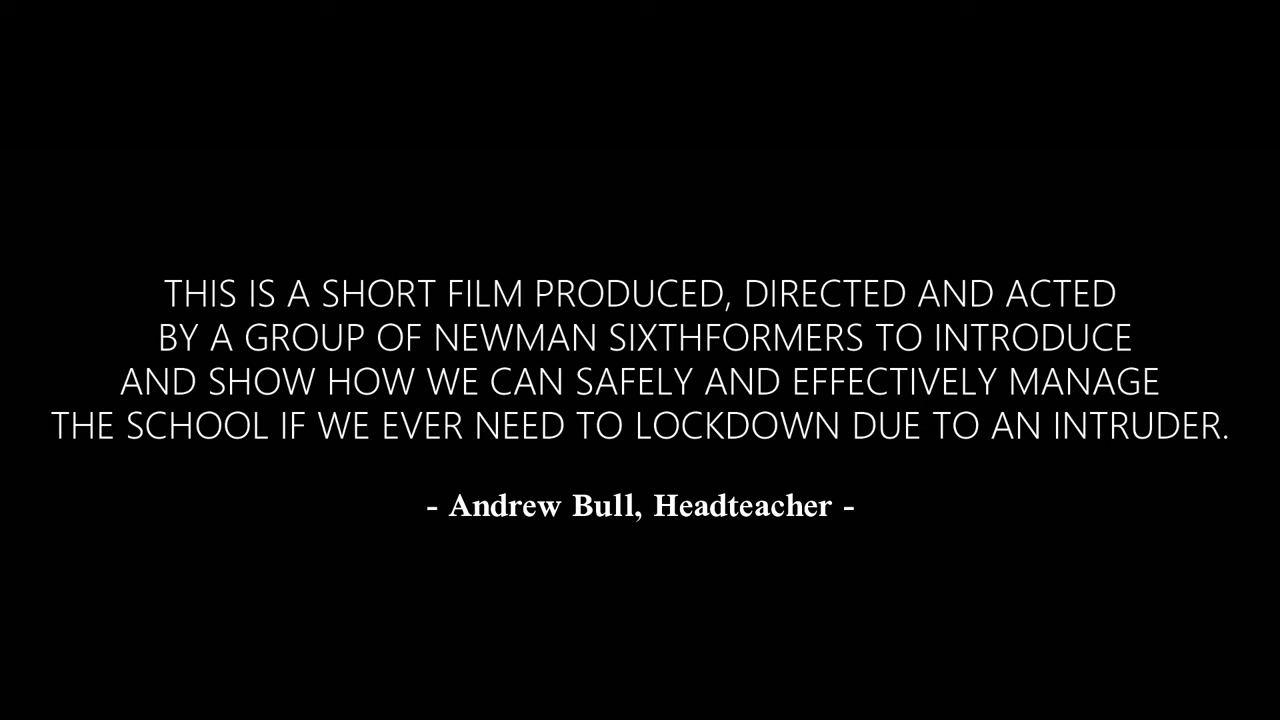 THIS IS A SHORT FILM PRODUCED, DIRECTED AND ACTED
BY A GROUP OF NEWMAN SIXTHFORMERS TO INTRODUCE
AND SHOW HOW WE CAN SAFELY AND EFFECTIVELY MANAGE
THE SCHOOL IF WE EVER NEED TO LOCKDOWN DUE TO AN INTRUDER.
- Andrew Bull, Headteacher -